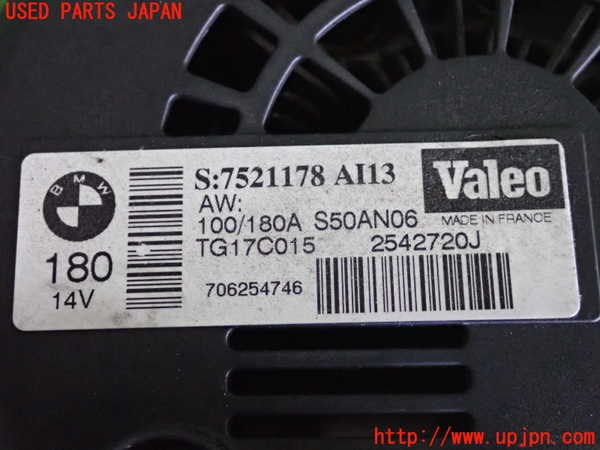 USED PARTS JAPAN
BMW
S:7521178 AI13
Valeo
AW:
100/180A S50AN06
MADE IN FRANCE
180
TG17C015
2542720J
14V
706254746
http://www.upjpn.com/